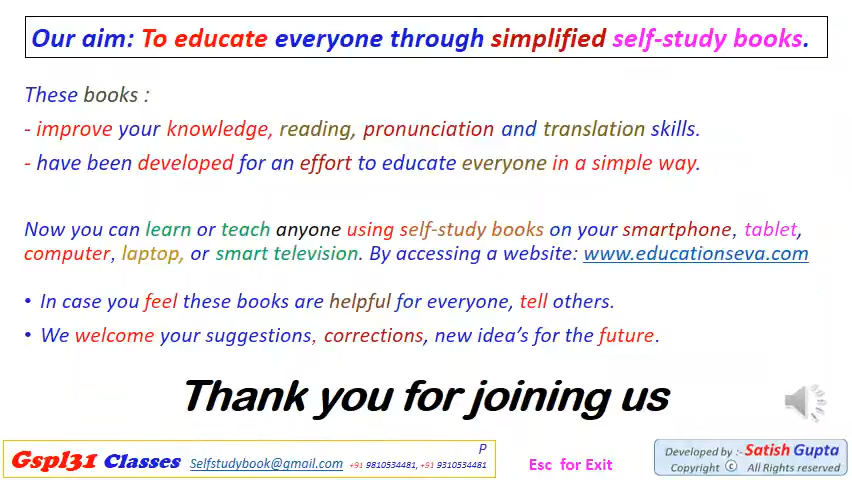 Our aim: To educate everyone through simplified self-study books.
These books :
- improve your knowledge, reading, pronunciation and translation skills.
- have been developed for an effort to educate everyone in a simple way.
Now you can learn or teach anyone using self-study books on your smartphone, tablet,
computer, laptop, or smart television. By accessing a website: www.educationseva.com
• In case you feel these books are helpful for everyone, tell others.
• We welcome your suggestions, corrections, new idea's for the future.
Thank you for joining us
P
Gspl31 Classes Selfstudybook@gmail.com +91 9810534481, +91 9310534481
Esc for Exit
Developed by :- Satish Gupta
Copyright © All Rights reserved